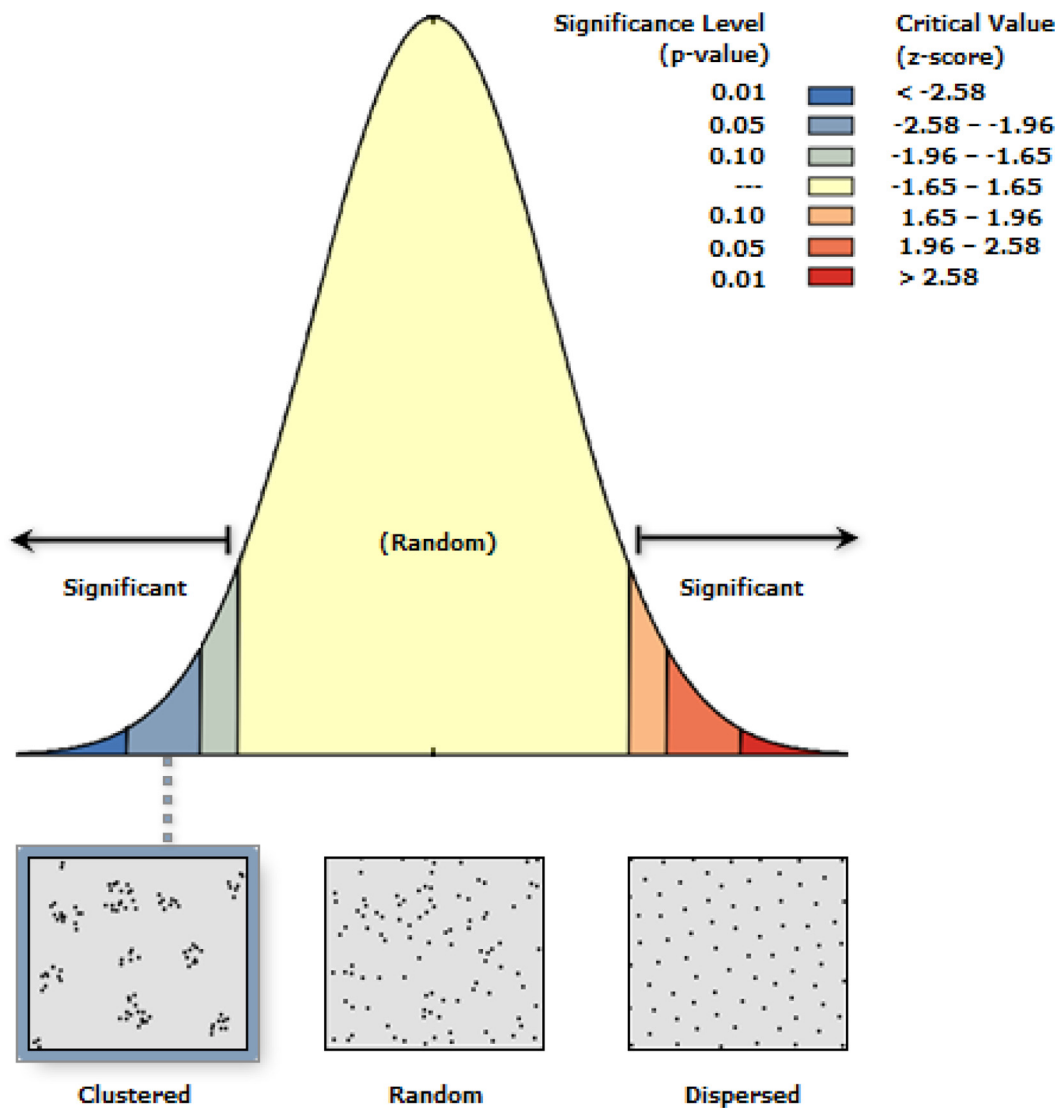 Significance Level Critical Value
(p-value) (z-score)
0.01 < -2.58
0.05 -2.58 – -1.96
0.10 -1.96 – -1.65
--- -1.65 – 1.65
0.10 1.65 – 1.96
0.05 1.96 – 2.58
0.01 > 2.58
(Random)
Significant Significant
Clustered Random Dispersed